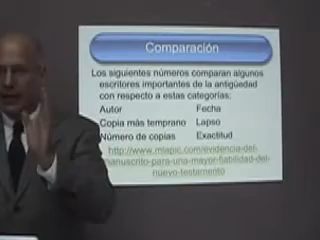 Comparación
Los siguientes números comparan algunos
escritores importantes de la antigüedad
con respecto a estas categorías:
Autor Fecha
Copia más temprano Lapso
Número de copias Exactitud
http://www.mlapic.com/evidencia-del-
manuscrito-para-una-mayor-fiabilidad-del-
nuevo-testamento